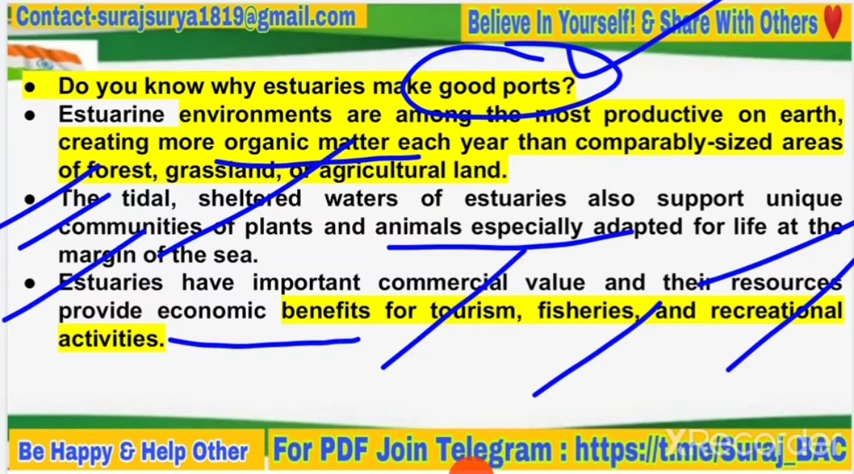 Contact-surajsurya1819@gmail.com
Believe In Yourself! & Share With Others
● Do you know why estuaries make good ports?
● Estuarine environments are among the most productive on earth,
creating more organic matter each year than comparably-sized areas
of forest, grassland, or agricultural land.
● The tidal, sheltered waters of estuaries also support unique
communities of plants and animals especially adapted for life at the
margin of the sea.
● Estuaries have important commercial value and their resources
provide economic benefits for tourism, fisheries, and recreational
activities.
XRecorder
Be Happy & Help Other
For PDF Join Telegram : https://t.me/Suraj_BAC